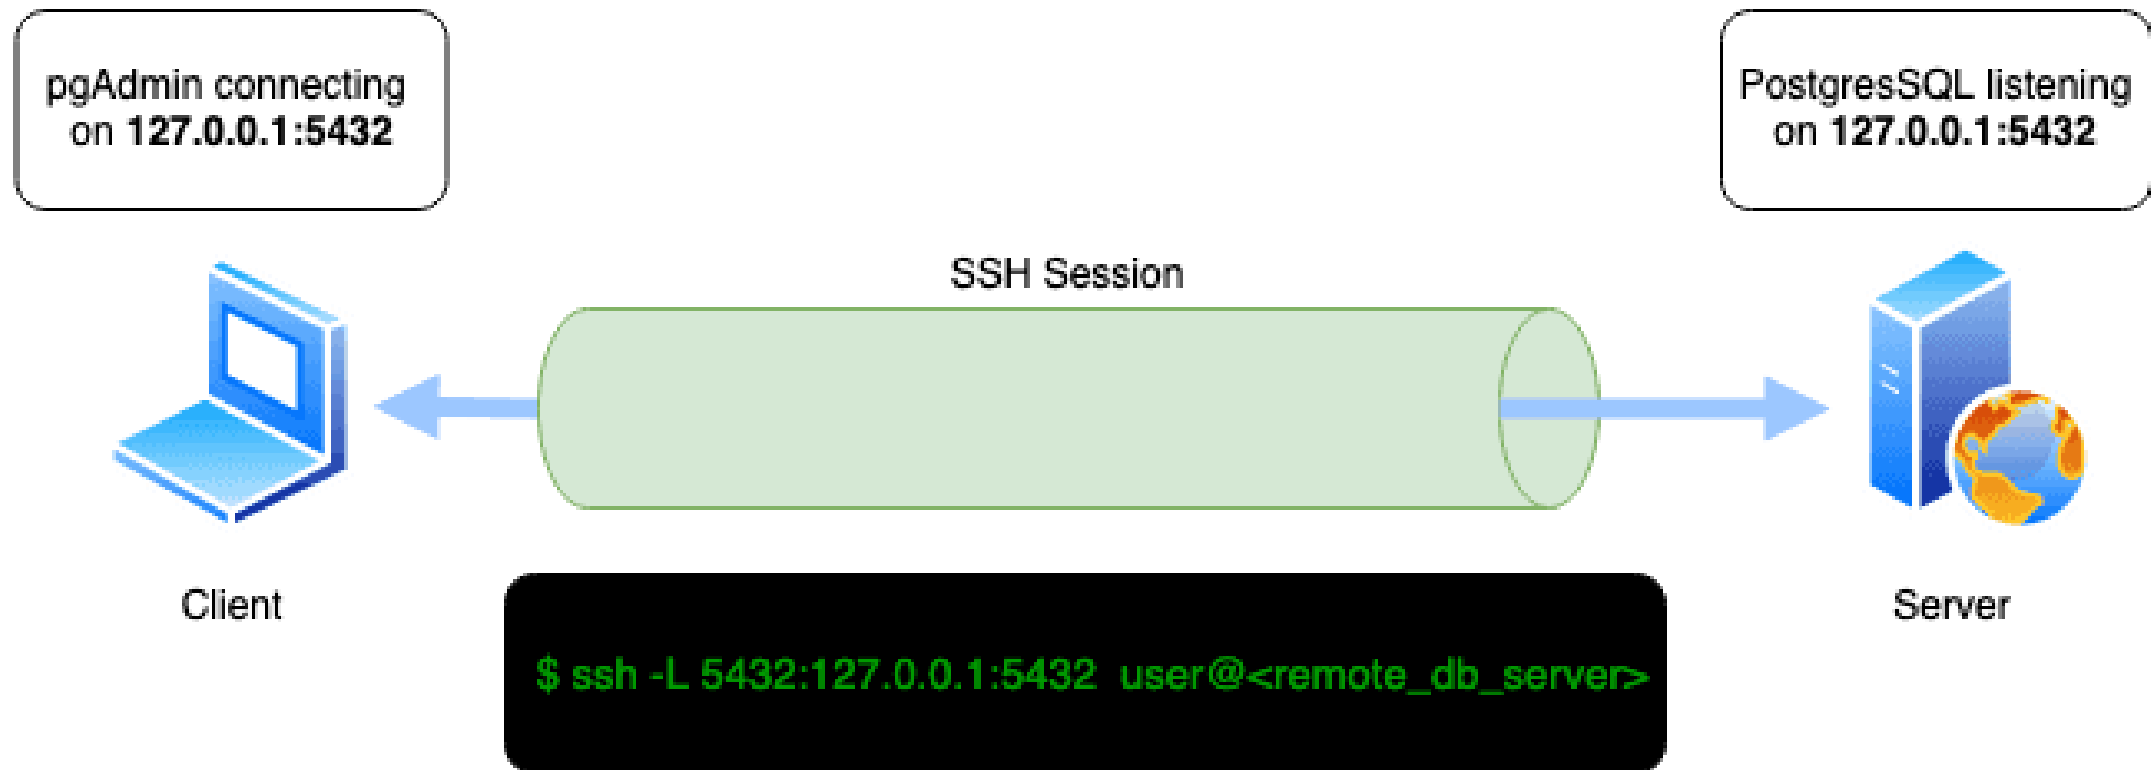 pgAdmin connecting
on 127.0.0.1:5432
PostgresSQL listening
on 127.0.0.1:5432
SSH Session
Client
Server
$ ssh -L 5432:127.0.0.1:5432 user@<remote_db_server>